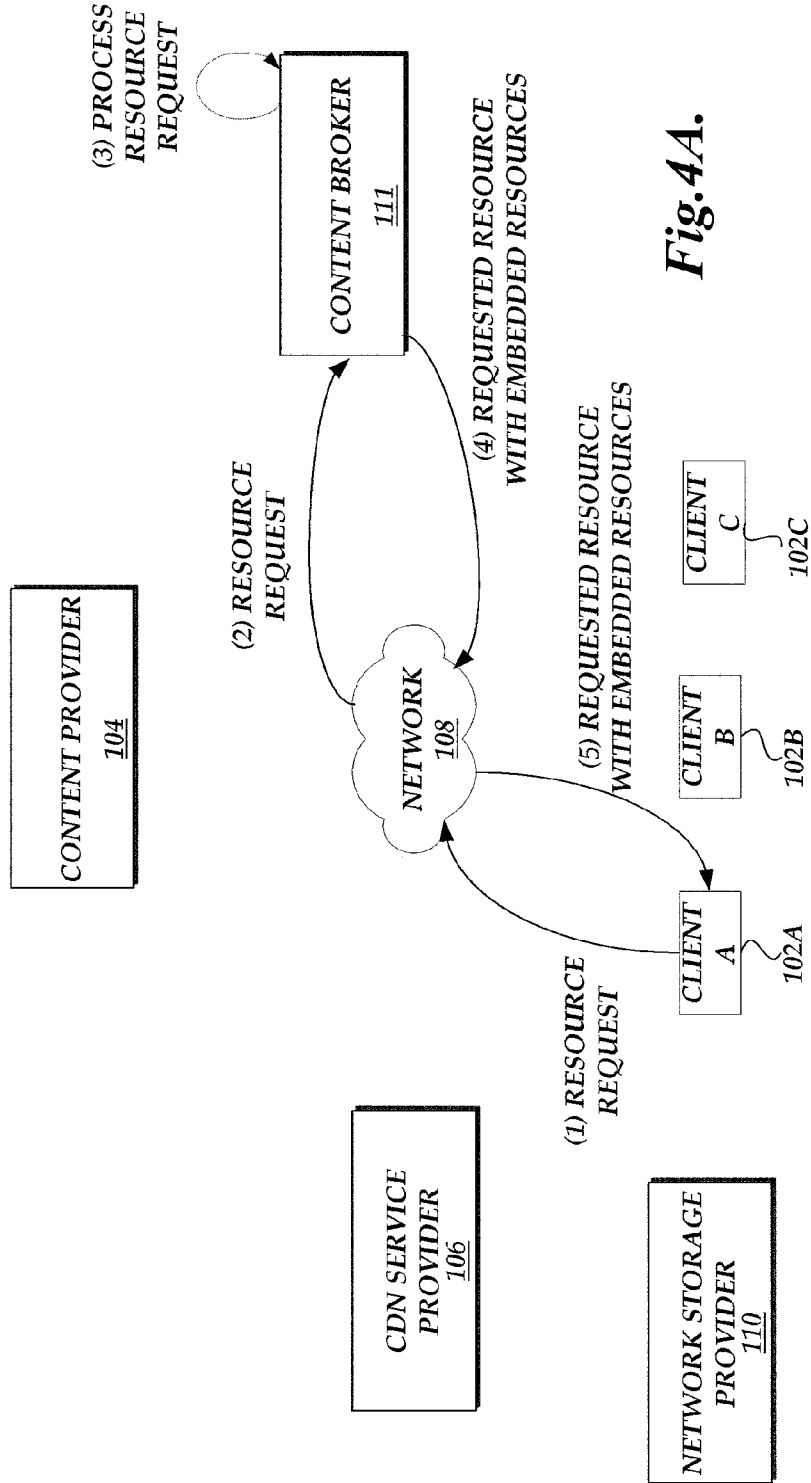 CONTENT PROVIDER
104
(3) PROCESS
RESOURCE
REQUEST
CONTENT BROKER
111
(2) RESOURCE
REQUEST
(4) REQUESTED RESOURCE
WITH EMBEDDED RESOURCES
CDN SERVICE
PROVIDER
106
NETWORK
108
(1) RESOURCE
REQUEST
(5) REQUESTED RESOURCE
WITH EMBEDDED RESOURCES
NETWORK STORAGE
PROVIDER
110
CLIENT
A
102A
CLIENT
B
102B
CLIENT
C
102C
Fig.4A.